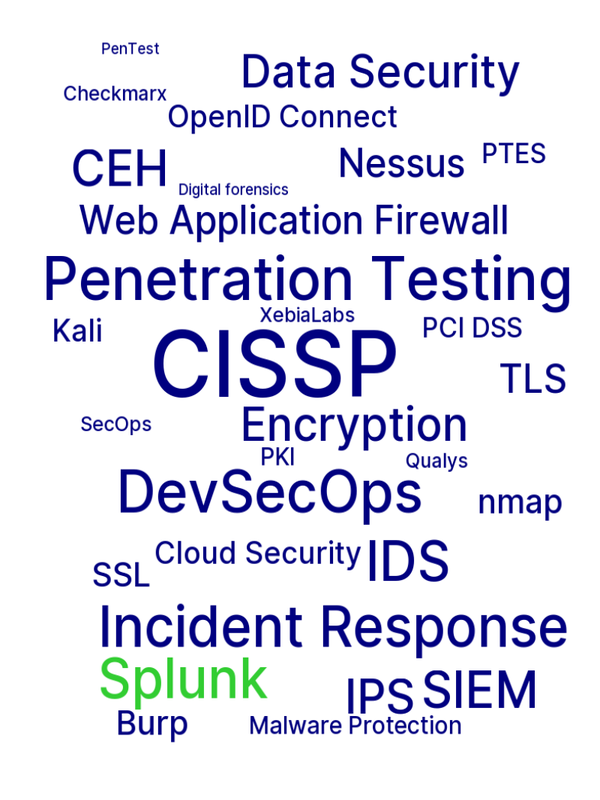 PenTest
Data Security
Checkmarx
OpenID Connect
CEH
Nessus
PTES
Digital forensics
Web Application Firewall
Penetration Testing
XebiaLabs
Kali
PCI DSS
CISSP
TLS
SecOps
Encryption
PKI
Qualys
DevSecOps
nmap
Cloud Security
IDS
SSL
Incident Response
Splunk
IPS
SIEM
Burp
Malware Protection